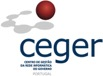 ceger
CENTRO DE GESTÃO
DA REDE INFORMÁTICA
DO GOVERNO
PORTUGAL